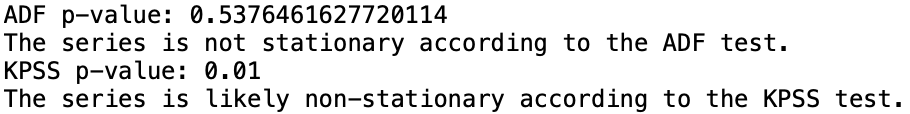 ADF p-value: 0.5376461627720114
The series is not stationary according to the ADF test.
KPSS p-value: 0.01
The series is likely non-stationary according to the KPSS test.